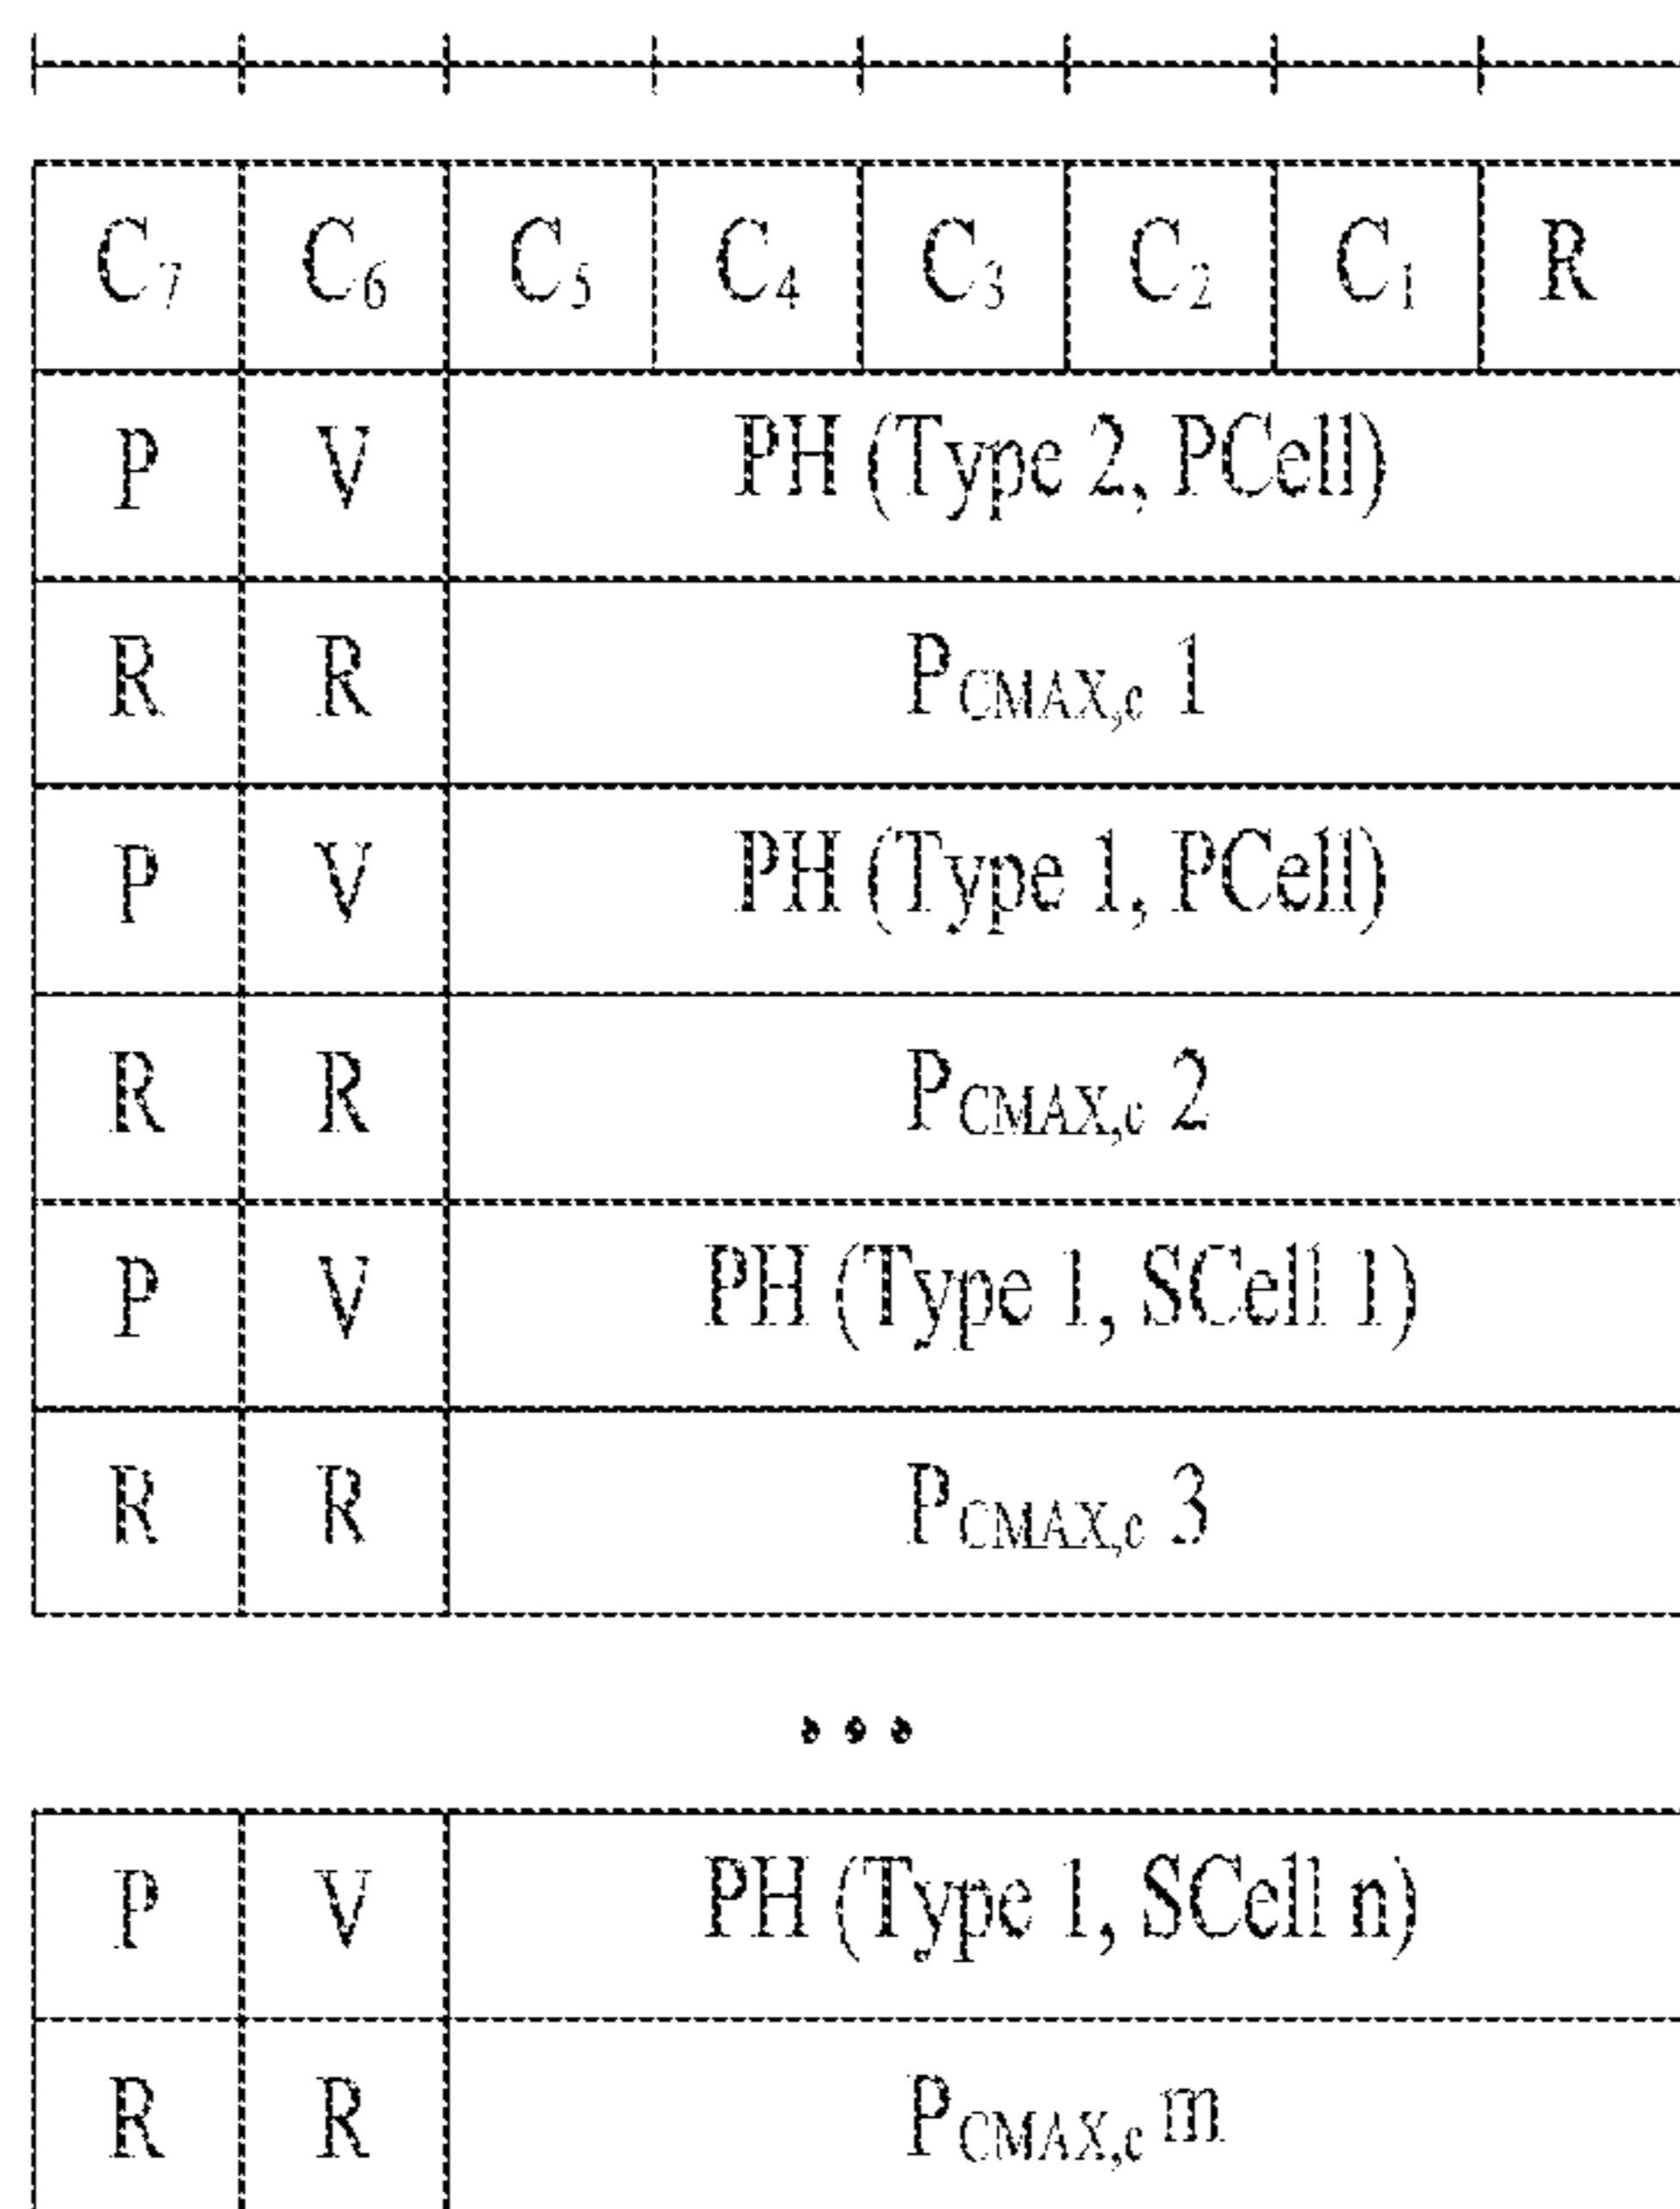 C7 C6 C5 C4 C3 C2 C1 R
P V PH (Type 2, PCell)
R R PCMAX,c 1
P V PH (Type 1, PCell)
R R PCMAX,c 2
P V PH (Type 1, SCell 1)
R R PCMAX,c 3
...
P V PH (Type 1, SCell n)
R R PCMAX,c m